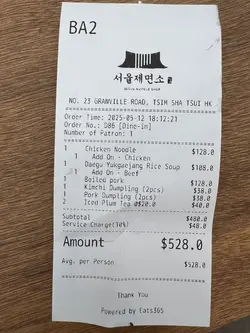 BA2
서울제면소
SEOUL NOODLE SHOP
NO. 23 GRANVILLE ROAD, TSIM SHA TSUI HK
Order Time: 2025-05-12 18:12:21
Order No.: D86 [Dine-in]
Number of Patron: 1
Chicken Noodle $128.0
1 Add On - Chicken
1 Daegu Yukgaejang Rice Soup $108.0
1 Add On - Beef
1 Boiled pork $128.0
1 Kimchi Dumpling (2pcs) $38.0
1 Pork Dumpling (2pcs) $38.0
2 Iced Plum Tea @$20.0 $40.0
Subtotal $480.0
Service Charge(10%) $48.0
Amount $528.0
Avg. per Person: $528.0
Thank You
Powered by Eats365